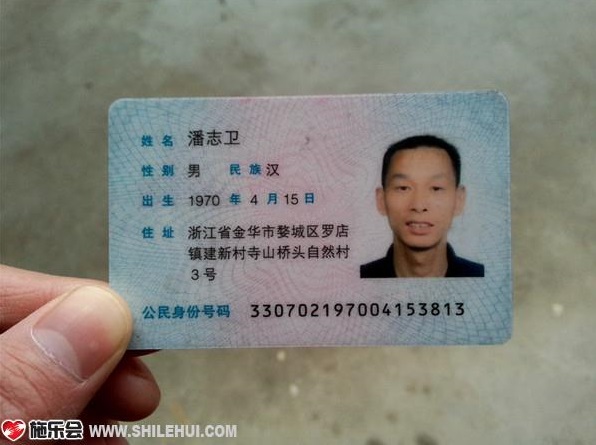 姓名 潘志卫
性别 男 民族 汉
出生 1970 年 4 月 15 日
住址 浙江省金华市婺城区罗店
镇建新村寺山桥头自然村
3号
公民身份号码 330702197004153813
施乐会 WWW.SHILEHUI.COM